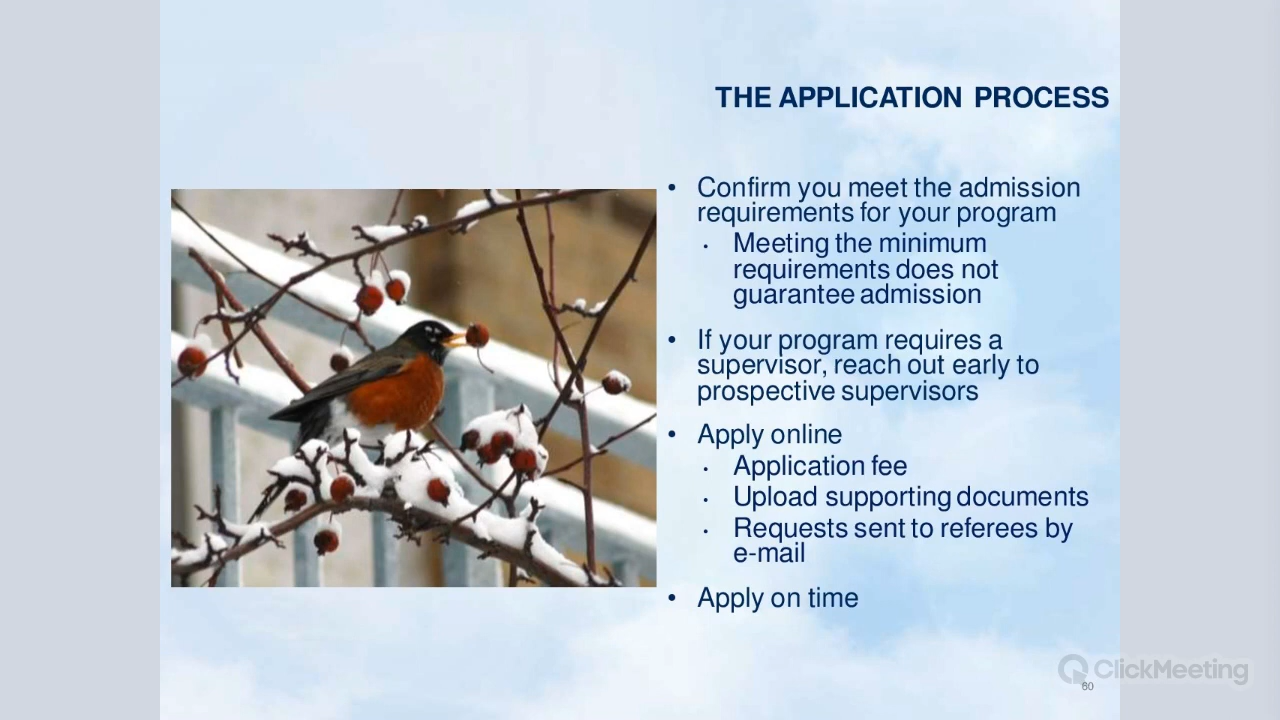 THE APPLICATION PROCESS
• Confirm you meet the admission
requirements for your program
• Meeting the minimum
requirements does not
guarantee admission
• If your program requires a
supervisor, reach out early to
prospective supervisors
• Apply online
• Application fee
• Upload supporting documents
• Requests sent to referees by
e-mail
• Apply on time
ClickMeeting
60